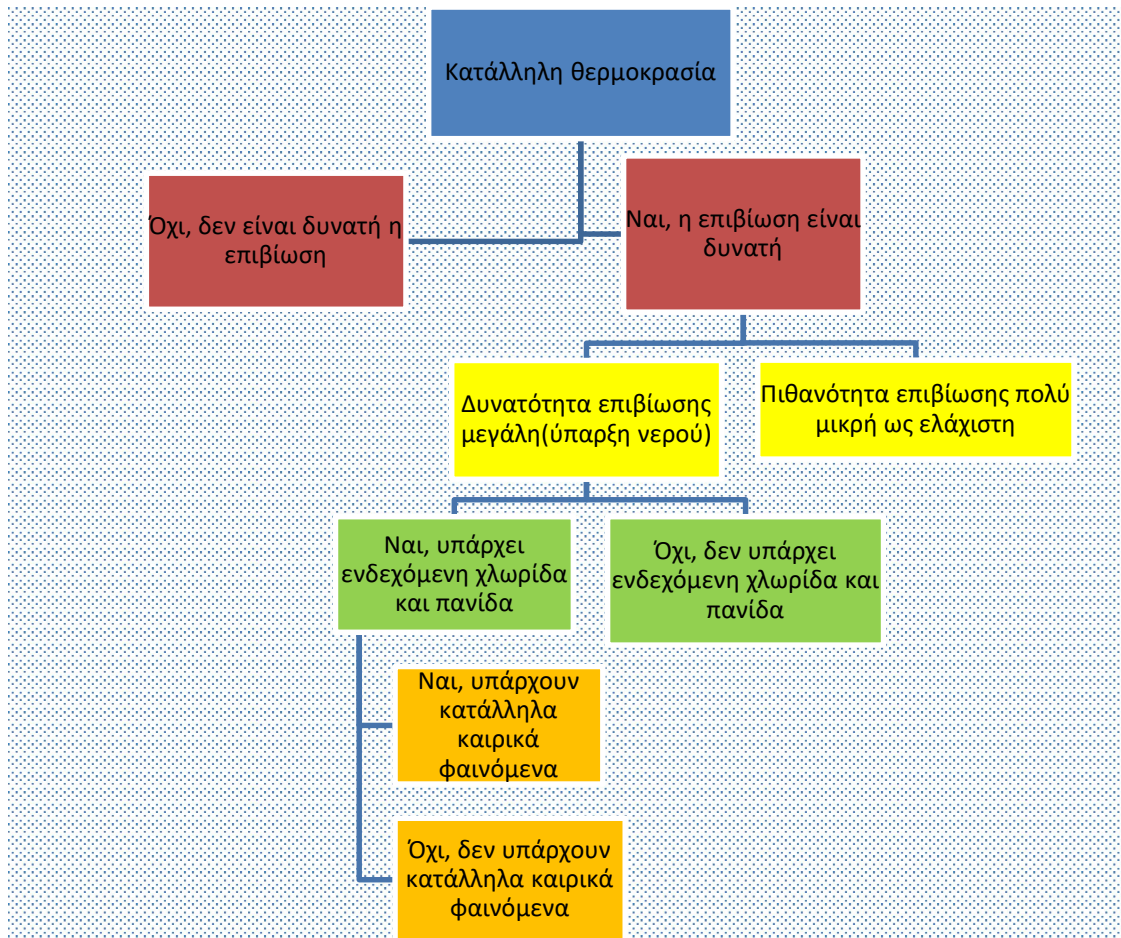 Κατάλληλη θερμοκρασία
Όχι, δεν είναι δυνατή η
επιβίωση
Ναι, η επιβίωση είναι
δυνατή
Δυνατότητα επιβίωσης
μεγάλη(ύπαρξη νερού)
Πιθανότητα επιβίωσης πολύ
μικρή ως ελάχιστη
Ναι, υπάρχει
ενδεχόμενη χλωρίδα
και πανίδα
Όχι, δεν υπάρχει
ενδεχόμενη χλωρίδα και
πανίδα
Ναι, υπάρχουν
κατάλληλα
καιρικά
φαινόμενα
Όχι, δεν υπάρχουν
κατάλληλα καιρικά
φαινόμενα